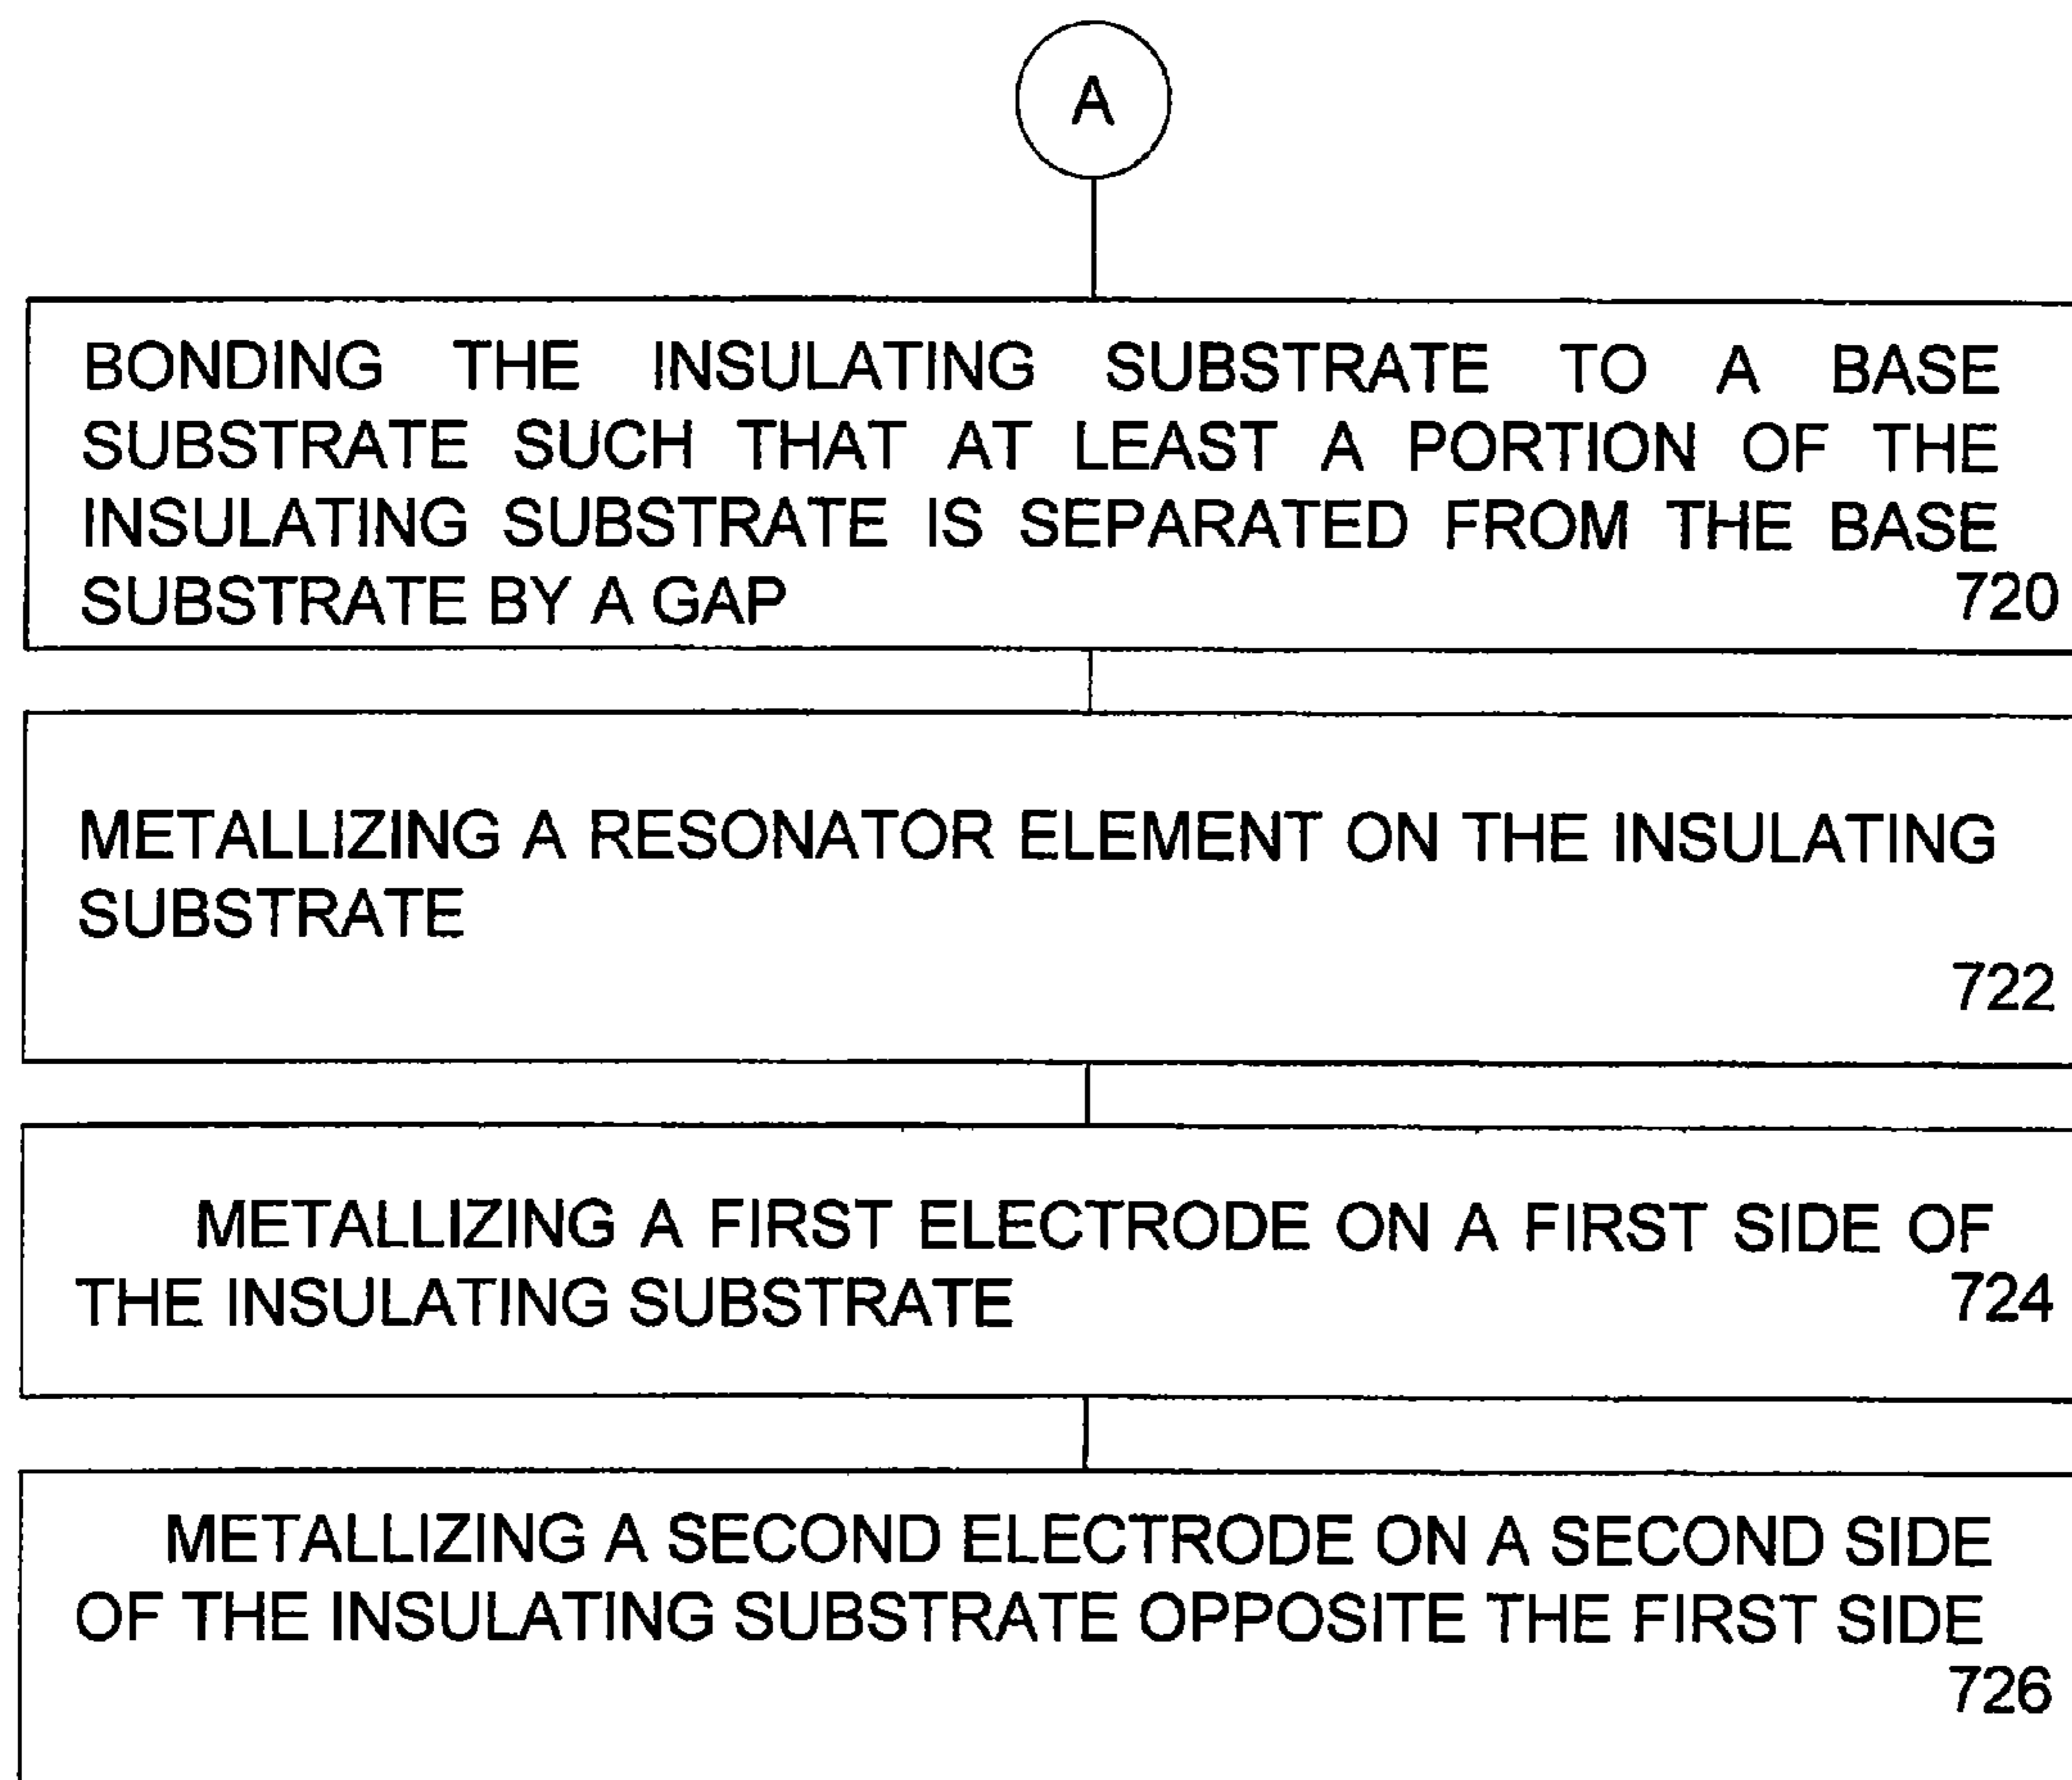 A
BONDING THE INSULATING SUBSTRATE TO A BASE
SUBSTRATE SUCH THAT AT LEAST A PORTION OF THE
INSULATING SUBSTRATE IS SEPARATED FROM THE BASE
SUBSTRATE BY A GAP 720
METALLIZING A RESONATOR ELEMENT ON THE INSULATING
SUBSTRATE
722
METALLIZING A FIRST ELECTRODE ON A FIRST SIDE OF
THE INSULATING SUBSTRATE 724
METALLIZING A SECOND ELECTRODE ON A SECOND SIDE
OF THE INSULATING SUBSTRATE OPPOSITE THE FIRST SIDE
726